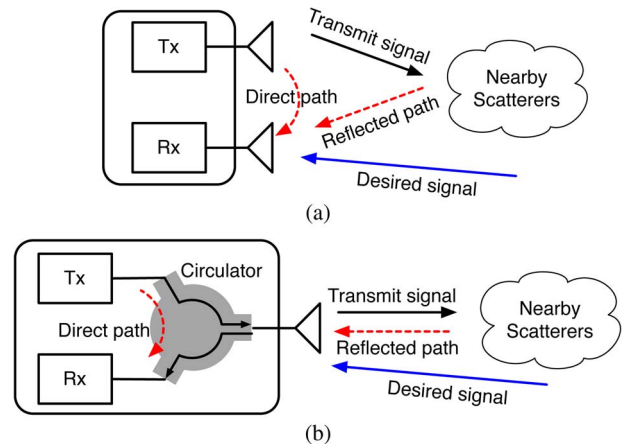 Tx
Transmit signal
Direct path
Nearby
Scatterers
Reflected path
Rx
Desired signal
(a)
Tx
Circulator
Transmit signal
Direct path
Nearby
Scatterers
Reflected path
Rx
Desired signal
(b)